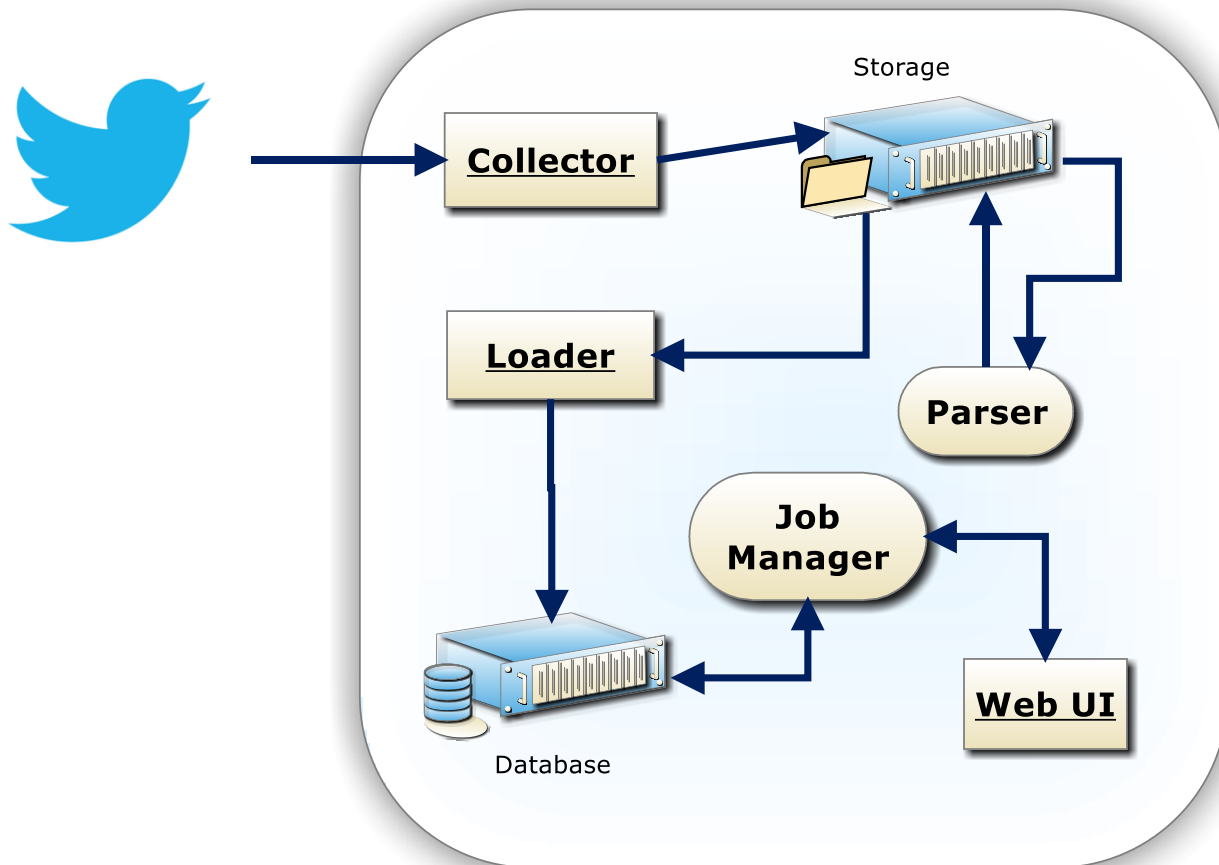 Storage
Collector
Loader
Parser
Job
Manager
Web UI
Database